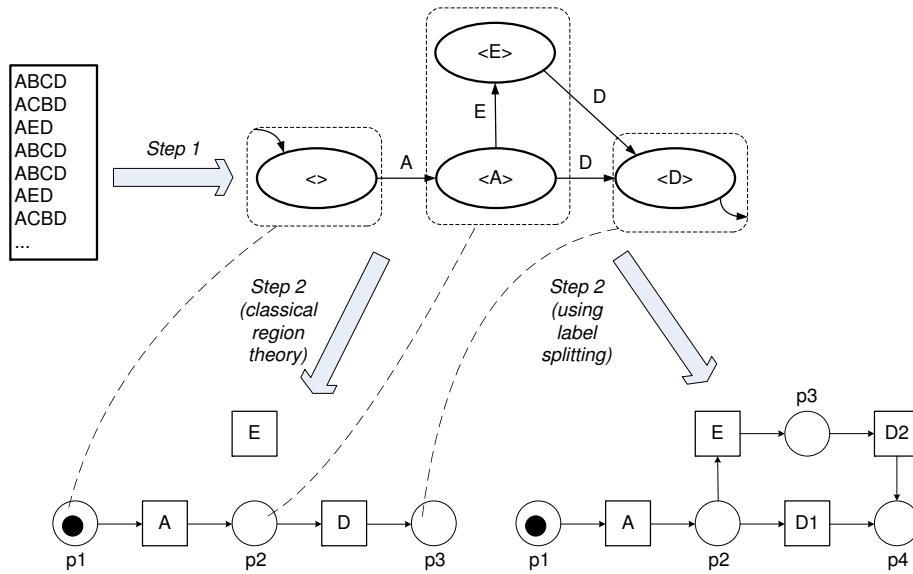 ABCD
ACBD
AED
ABCD
ABCD
AED
ACBD
...
Step 1
<>
A
<A>
E
<E>
D
D
<D>
Step 2
(classical
region
theory)
Step 2
(using
label
splitting)
E
A
D
p1
p2
p3
p3
E
D2
A
D1
p1
p2
p4